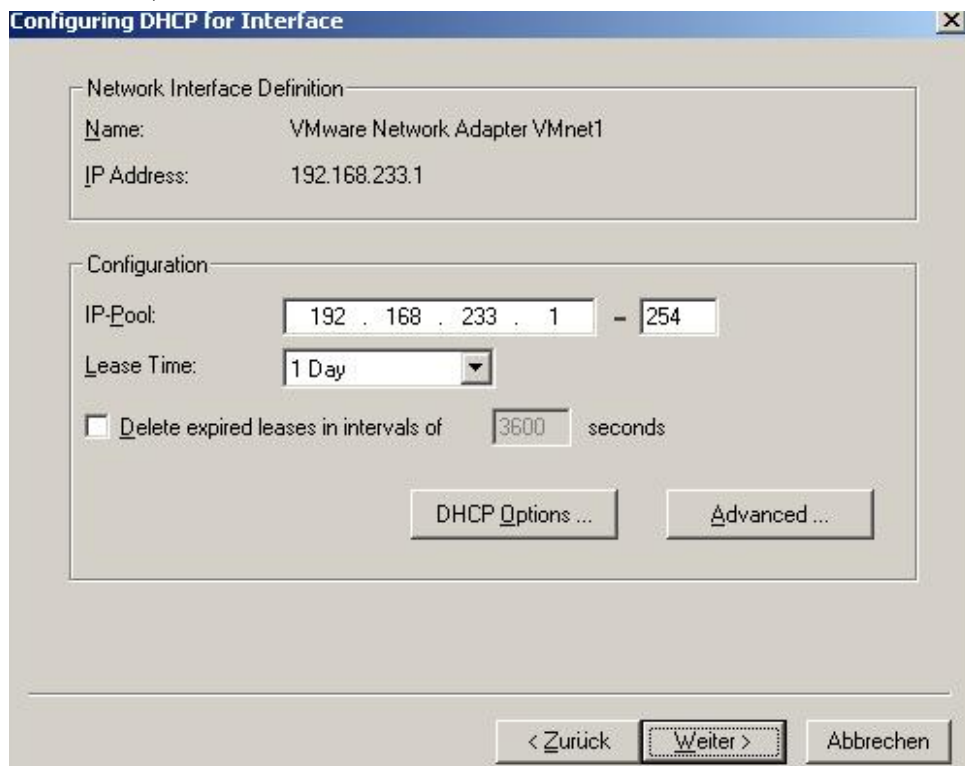 Configuring DHCP for Interface
Network Interface Definition
Name: VMware Network Adapter VMnet1
IP Address: 192.168.233.1
Configuration
IP-Pool: 192 . 168 . 233 . 1 – 254
Lease Time: 1 Day
Delete expired leases in intervals of 3600 seconds
DHCP Options ... Advanced ...
< Zurück Weiter > Abbrechen